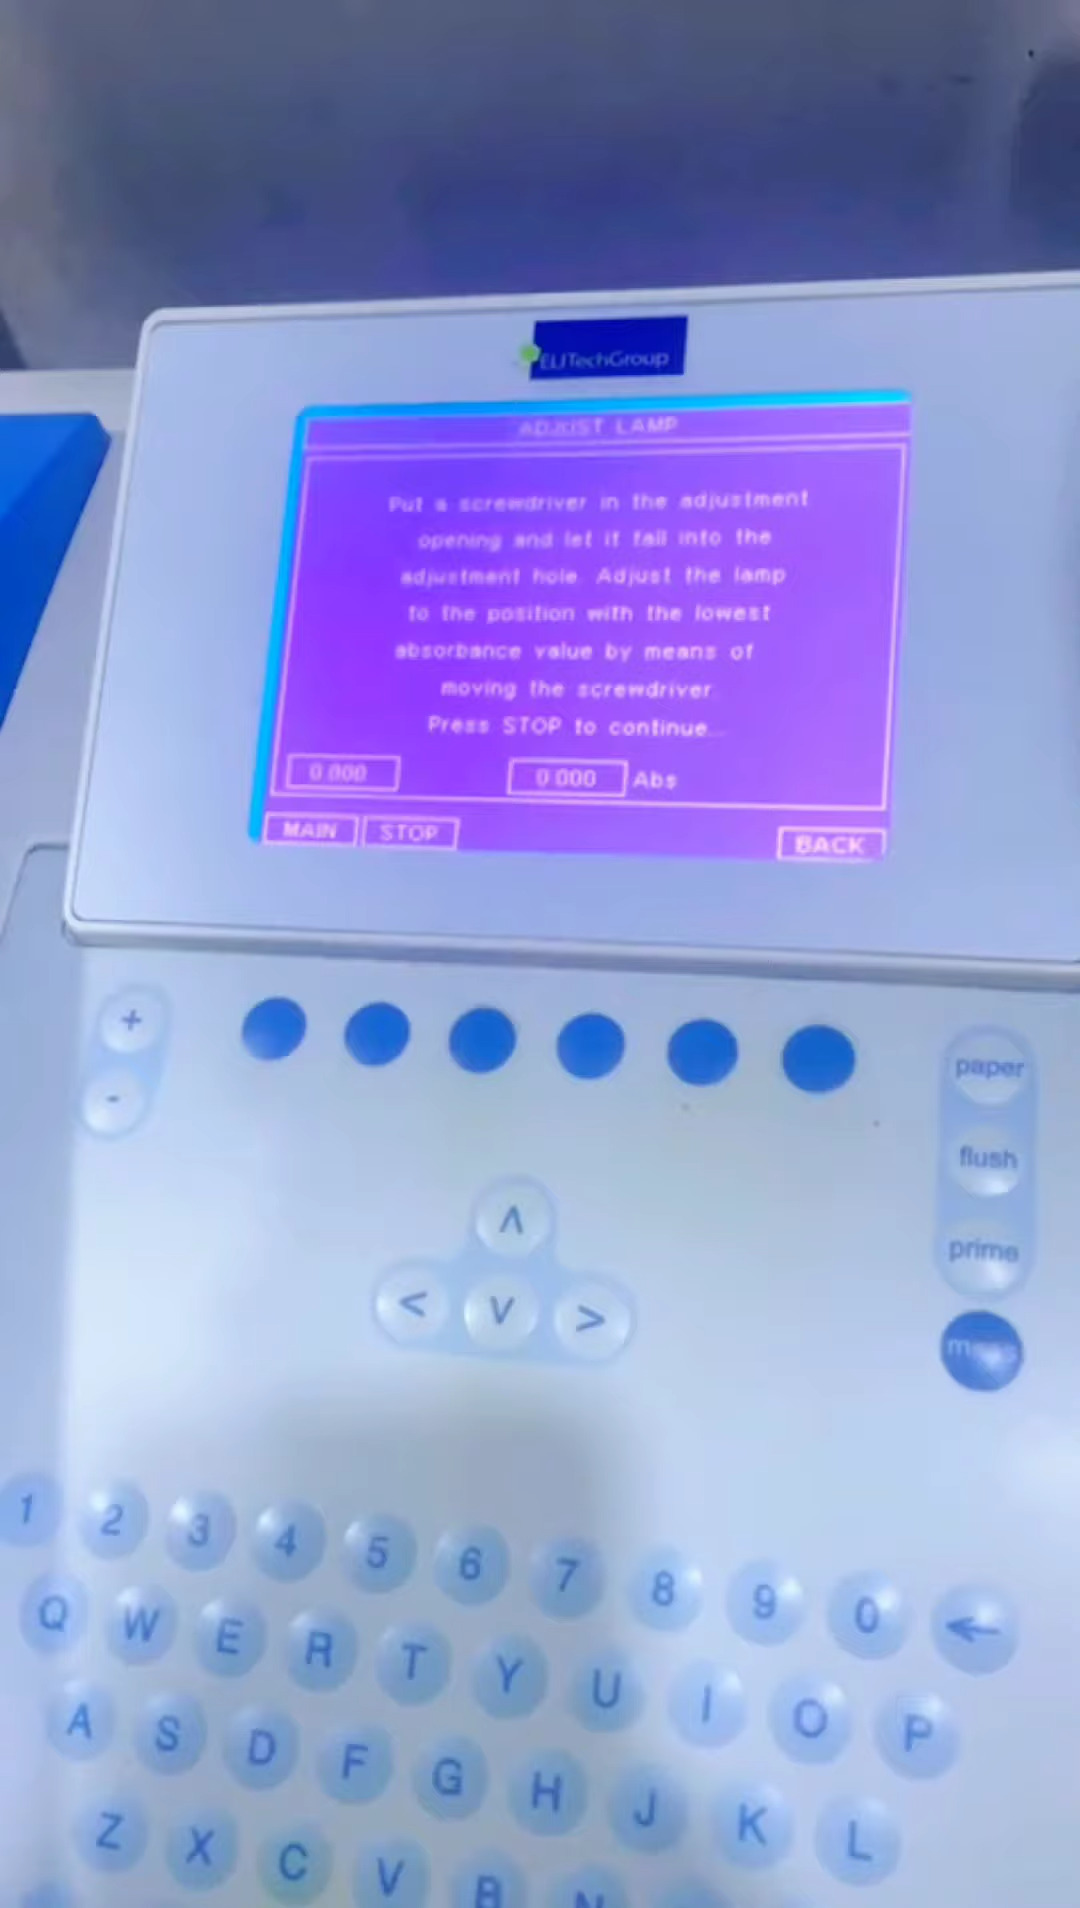 ELITechGroup
ADJUST LAMP
Put a screwdriver in the adjustment
opening and let it fall into the
adjustment hole. Adjust the lamp
to the position with the lowest
absorbance value by means of
moving the screwdriver.
Press STOP to continue...
0.000 0.000 Abs
MAIN STOP BACK
+
-
paper
flush
prime
^
< v >
1 2 3 4 5 6 7 8 9 0 ←
Q W E R T Y U I O P
A S D F G H J K L
Z X C V B N